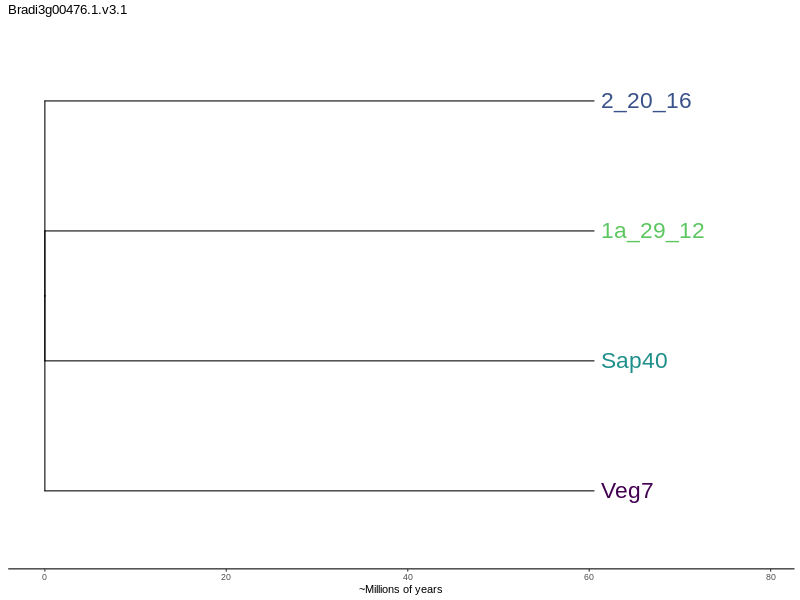 Bradi3g00476.1.v3.1
2_20_16
1a_29_12
Sap40
Veg7
0 20 40 60 80
~Millions of years